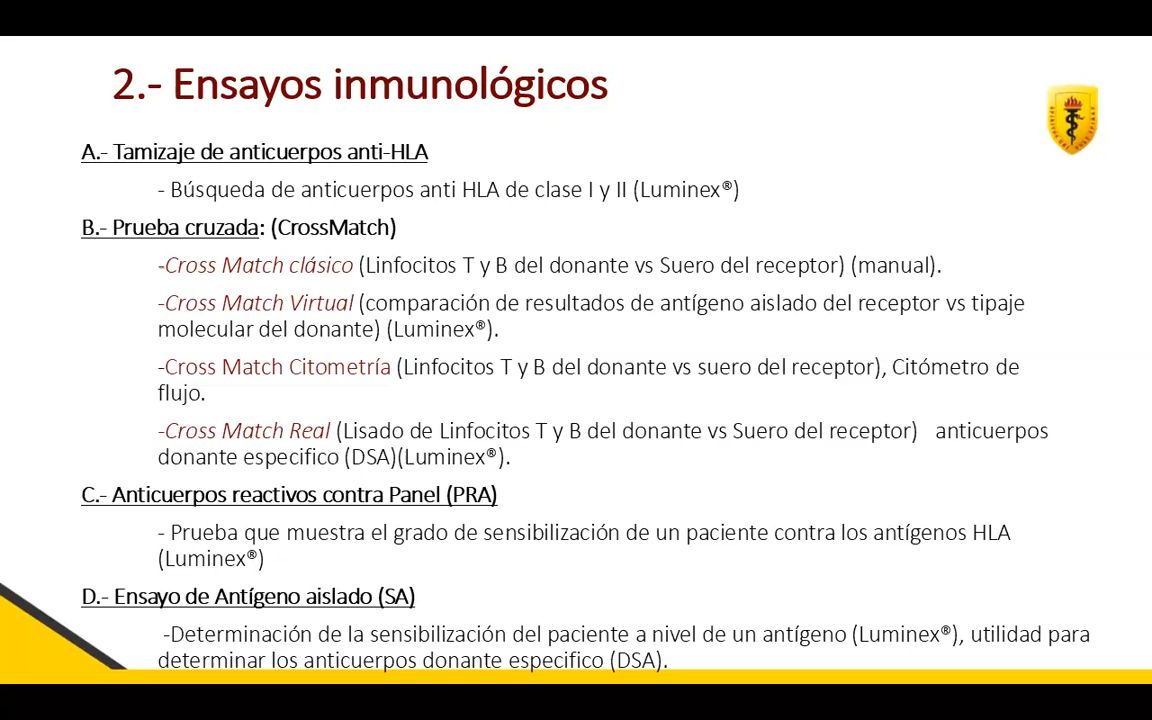 2.- Ensayos inmunológicos
A.- Tamizaje de anticuerpos anti-HLA
- Búsqueda de anticuerpos anti HLA de clase I y II (Luminex®)
B.- Prueba cruzada: (CrossMatch)
-Cross Match clásico (Linfocitos T y B del donante vs Suero del receptor) (manual).
-Cross Match Virtual (comparación de resultados de antígeno aislado del receptor vs tipaje
molecular del donante) (Luminex®).
-Cross Match Citometría (Linfocitos T y B del donante vs suero del receptor), Citómetro de
flujo.
-Cross Match Real (Lisado de Linfocitos T y B del donante vs Suero del receptor) anticuerpos
donante especifico (DSA)(Luminex®).
C.- Anticuerpos reactivos contra Panel (PRA)
- Prueba que muestra el grado de sensibilización de un paciente contra los antígenos HLA
(Luminex®)
D.- Ensayo de Antígeno aislado (SA)
-Determinación de la sensibilización del paciente a nivel de un antígeno (Luminex®), utilidad para
determinar los anticuerpos donante especifico (DSA).